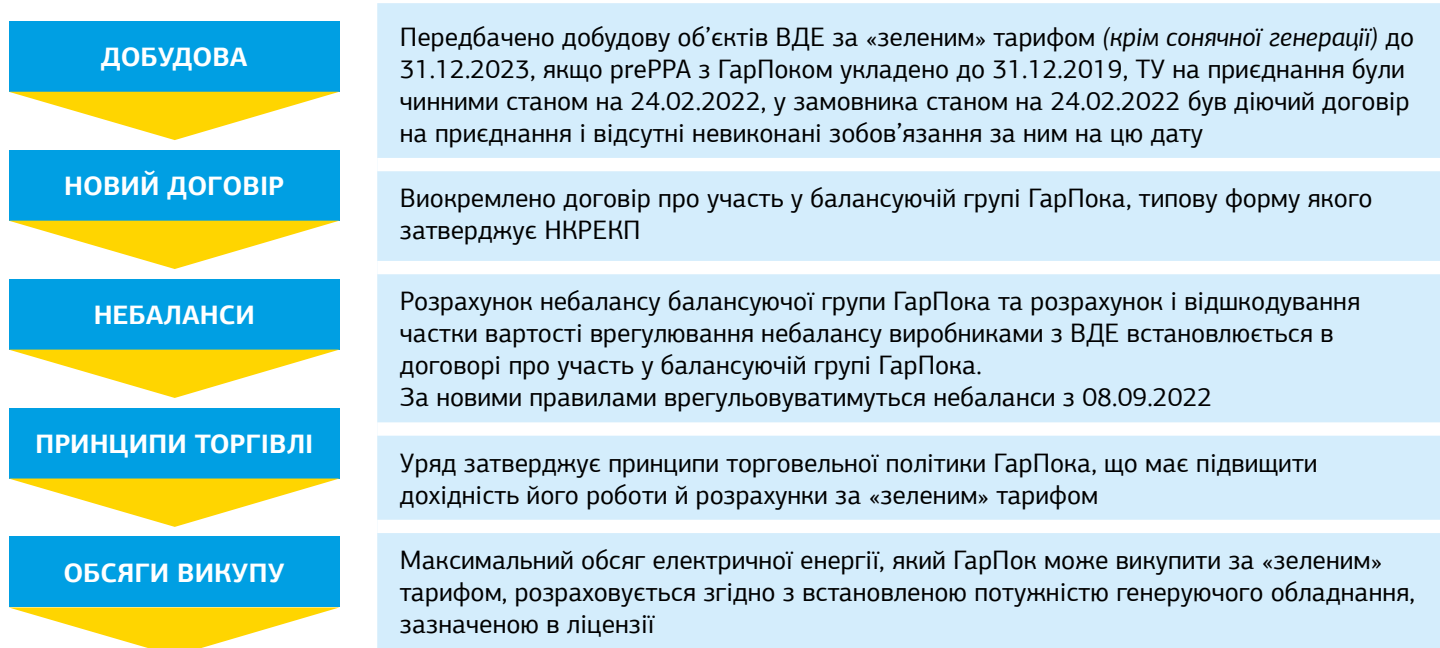 ДОБУДОВА
Передбачено добудову об’єктів ВДЕ за «зеленим» тарифом (крім сонячної генерації) до
31.12.2023, якщо prePPA з ГарПоком укладено до 31.12.2019, ТУ на приєднання були
чинними станом на 24.02.2022, у замовника станом на 24.02.2022 був діючий договір
на приєднання і відсутні невиконані зобов’язання за ним на цю дату
НОВИЙ ДОГОВІР
Виокремлено договір про участь у балансуючій групі ГарПока, типову форму якого
затверджує НКРЕКП
НЕБАЛАНСИ
Розрахунок небалансу балансуючої групи ГарПока та розрахунок і відшкодування
частки вартості врегулювання небалансу виробниками з ВДЕ встановлюється в
договорі про участь у балансуючій групі ГарПока.
За новими правилами врегульовуватимуться небаланси з 08.09.2022
ПРИНЦИПИ ТОРГІВЛІ
Уряд затверджує принципи торговельної політики ГарПока, що має підвищити
дохідність його роботи й розрахунки за «зеленим» тарифом
ОБСЯГИ ВИКУПУ
Максимальний обсяг електричної енергії, який ГарПок може викупити за «зеленим»
тарифом, розраховується згідно з встановленою потужністю генеруючого обладнання,
зазначеною в ліцензії